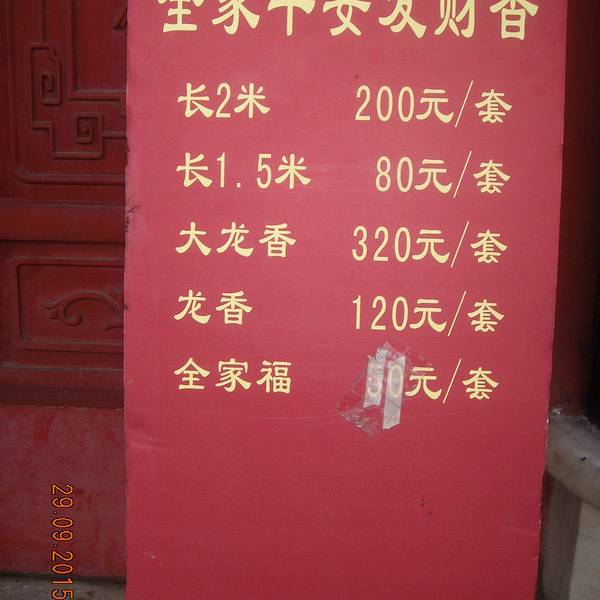 全家平安发财香
长2米 200元/套
长1.5米 80元/套
大龙香 320元/套
龙香 120元/套
全家福 30元/套
29.09.2015